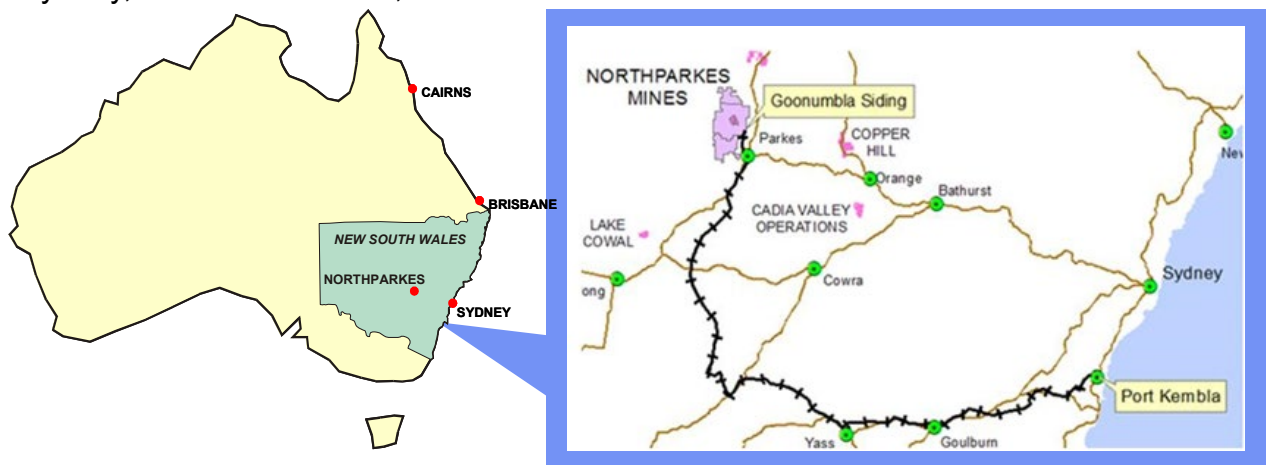 CAIRNS
BRISBANE
NEW SOUTH WALES
NORTHPARKES
SYDNEY
NORTHPARKES
MINES
Goonumbla Siding
Parkes
COPPER
HILL
Orange
Bathurst
CADIA VALLEY
OPERATIONS
LAKE
COWAL
ong
Cowra
Sydney
Port Kembla
Yass
Goulburn